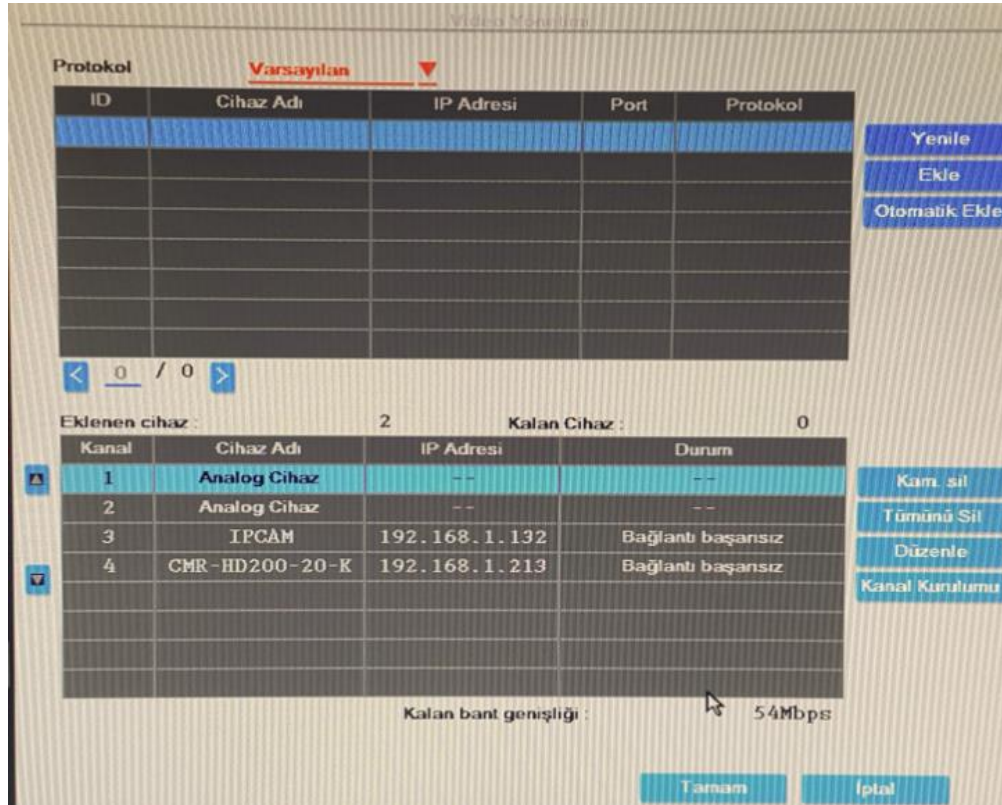 Video Yönetimi
Protokol Varsayılan
ID Cihaz Adı IP Adresi Port Protokol
Yenile
Ekle
Otomatik Ekle
< 0 / 0 >
Eklenen cihaz : 2 Kalan Cihaz : 0
Kanal Cihaz Adı IP Adresi Durum
1 Analog Cihaz -- --
2 Analog Cihaz -- --
3 IPCAM 192.168.1.132 Bağlantı başarısız
4 CMR-HD200-20-K 192.168.1.213 Bağlantı başarısız
Kam. sil
Tümünü Sil
Düzenle
Kanal Kurulumu
Kalan bant genişliği : 54Mbps
Tamam İptal